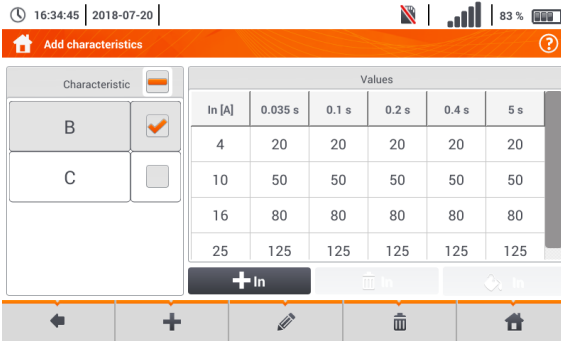 16:34:45 2018-07-20 83 %
Add characteristics ?
Characteristic Values
In [A] 0.035 s 0.1 s 0.2 s 0.4 s 5 s
B
4 20 20 20 20 20
C
10 50 50 50 50 50
16 80 80 80 80 80
25 125 125 125 125 125
+In In In